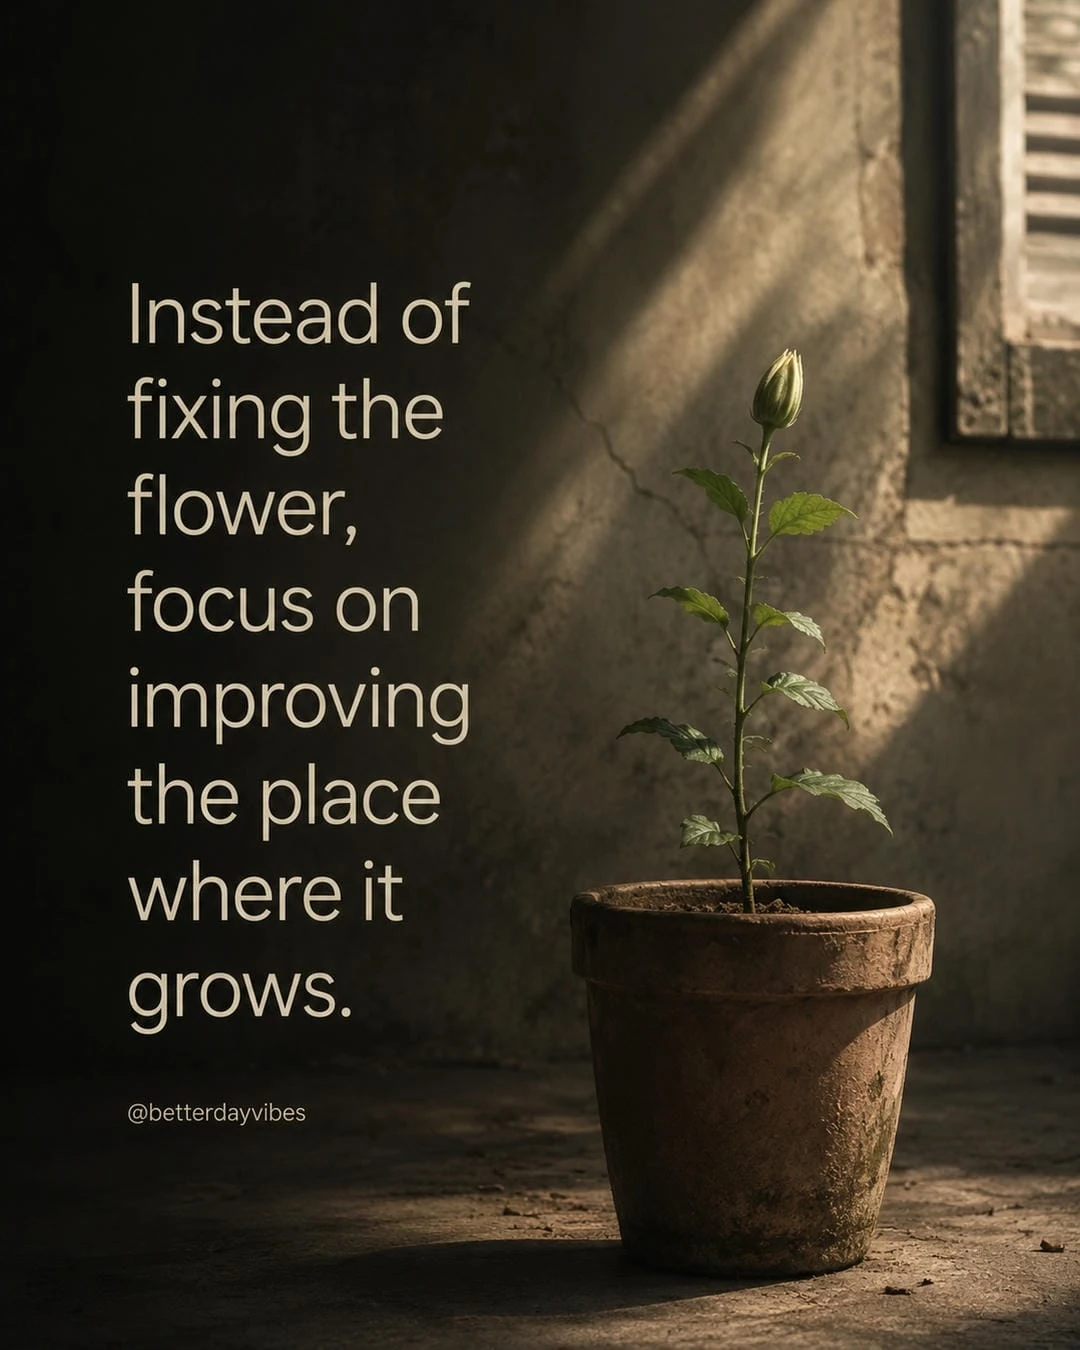 Instead of
fixing the
flower,
focus on
improving
the place
where it
grows.
@betterdayvibes